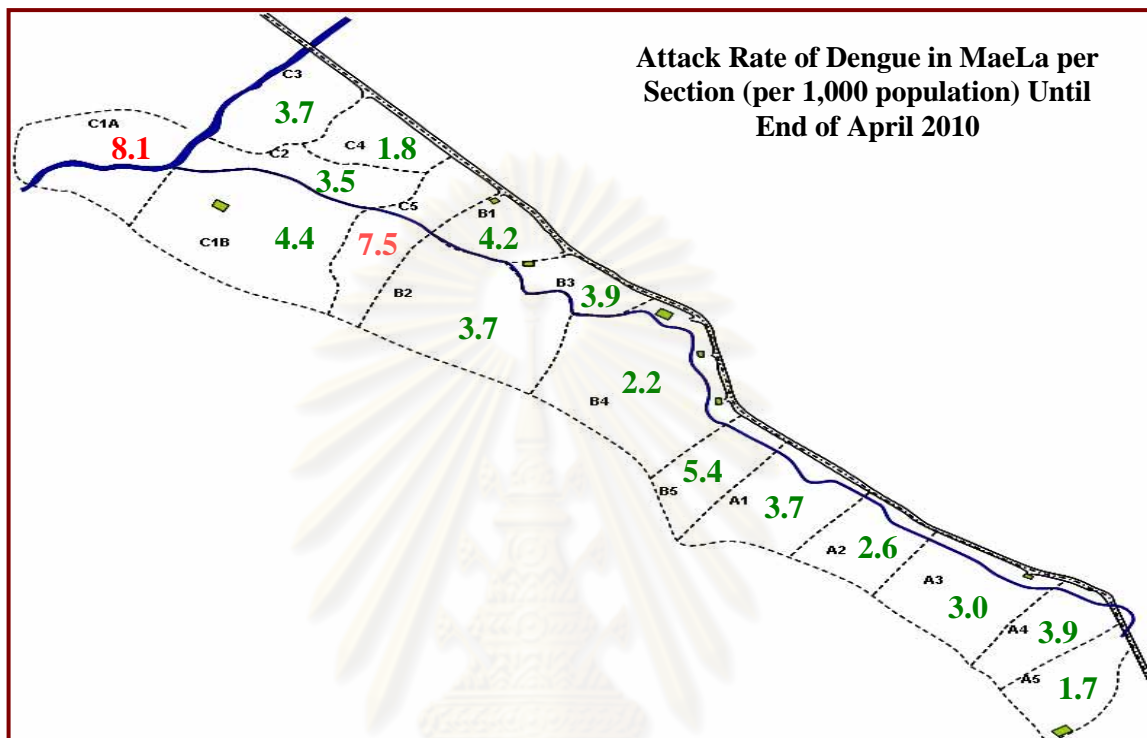 Attack Rate of Dengue in MaeLa per
Section (per 1,000 population) Until
End of April 2010
C3
3.7
C1A
8.1
C2
C4
1.8
3.5
C5
C1B
4.4
7.5
B1
4.2
B2
3.7
B3
3.9
B4
2.2
B5
5.4
A1
3.7
A2
2.6
A3
3.0
A4
3.9
A5
1.7